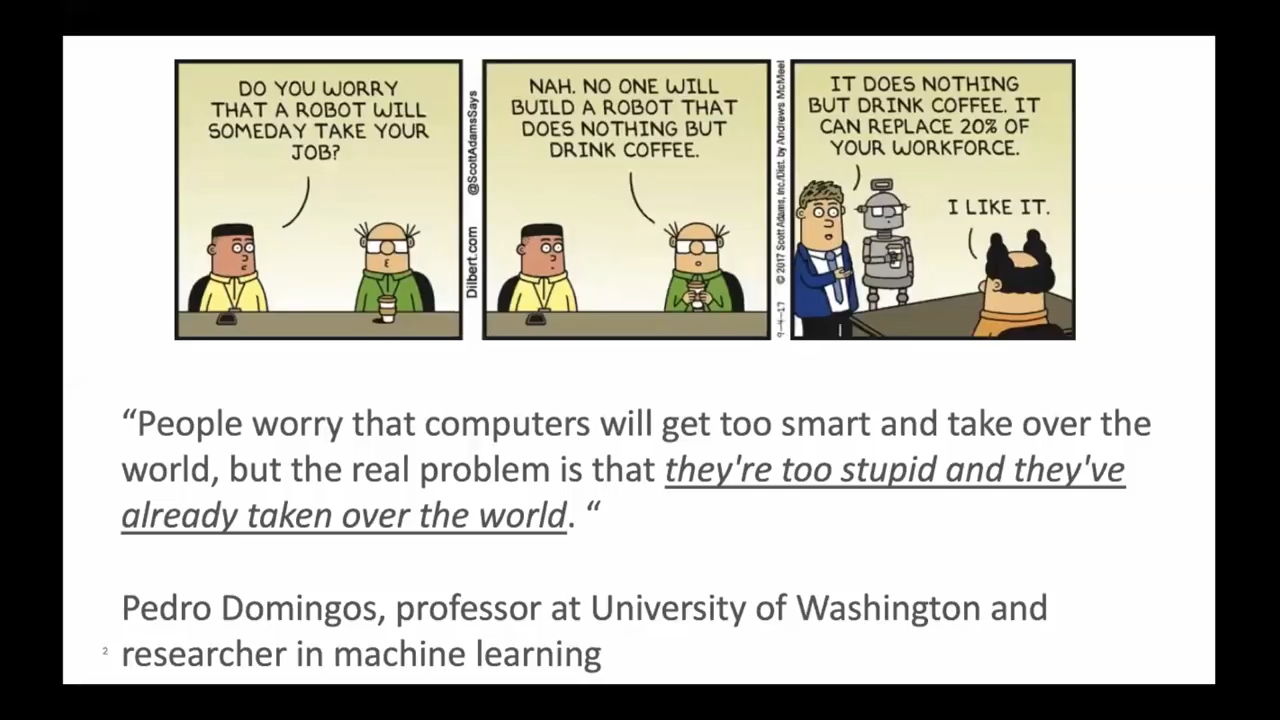 DO YOU WORRY
THAT A ROBOT WILL
SOMEDAY TAKE YOUR
JOB?
Dilbert.com @ScottAdamsSays
NAH. NO ONE WILL
BUILD A ROBOT THAT
DOES NOTHING BUT
DRINK COFFEE.
9-4-17 © 2017 Scott Adams, Inc./Dist. by Andrews McMeel
IT DOES NOTHING
BUT DRINK COFFEE. IT
CAN REPLACE 20% OF
YOUR WORKFORCE.
I LIKE IT.
“People worry that computers will get too smart and take over the
world, but the real problem is that they're too stupid and they've
already taken over the world. “
Pedro Domingos, professor at University of Washington and
2 researcher in machine learning